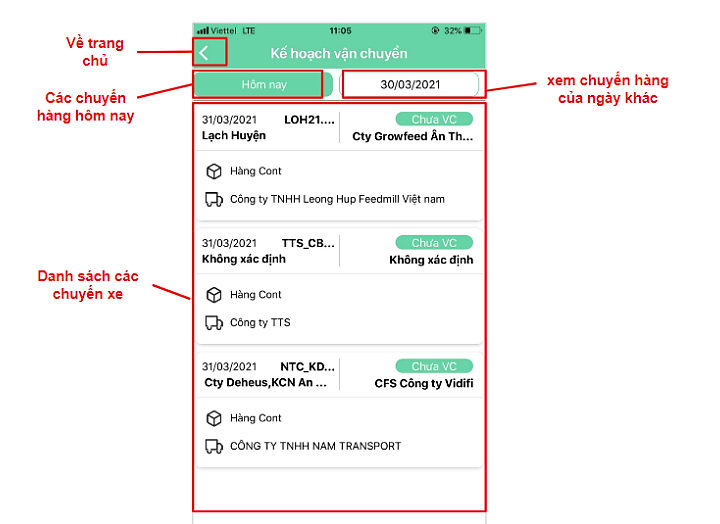 Viettel LTE 11:05 32%
Về trang
chủ
Kế hoạch vận chuyển
Hôm nay 30/03/2021
xem chuyến hàng
của ngày khác
Các chuyến
hàng hôm nay
31/03/2021 LOH21.... Chưa VC
Lạch Huyện Cty Growfeed Ân Th...
Hàng Cont
Công ty TNHH Leong Hup Feedmill Việt nam
31/03/2021 TTS_CB... Chưa VC
Không xác định Không xác định
Danh sách các
chuyến xe
Hàng Cont
Công ty TTS
31/03/2021 NTC_KD... Chưa VC
Cty Deheus,KCN An ... CFS Công ty Vidifi
Hàng Cont
CÔNG TY TNHH NAM TRANSPORT